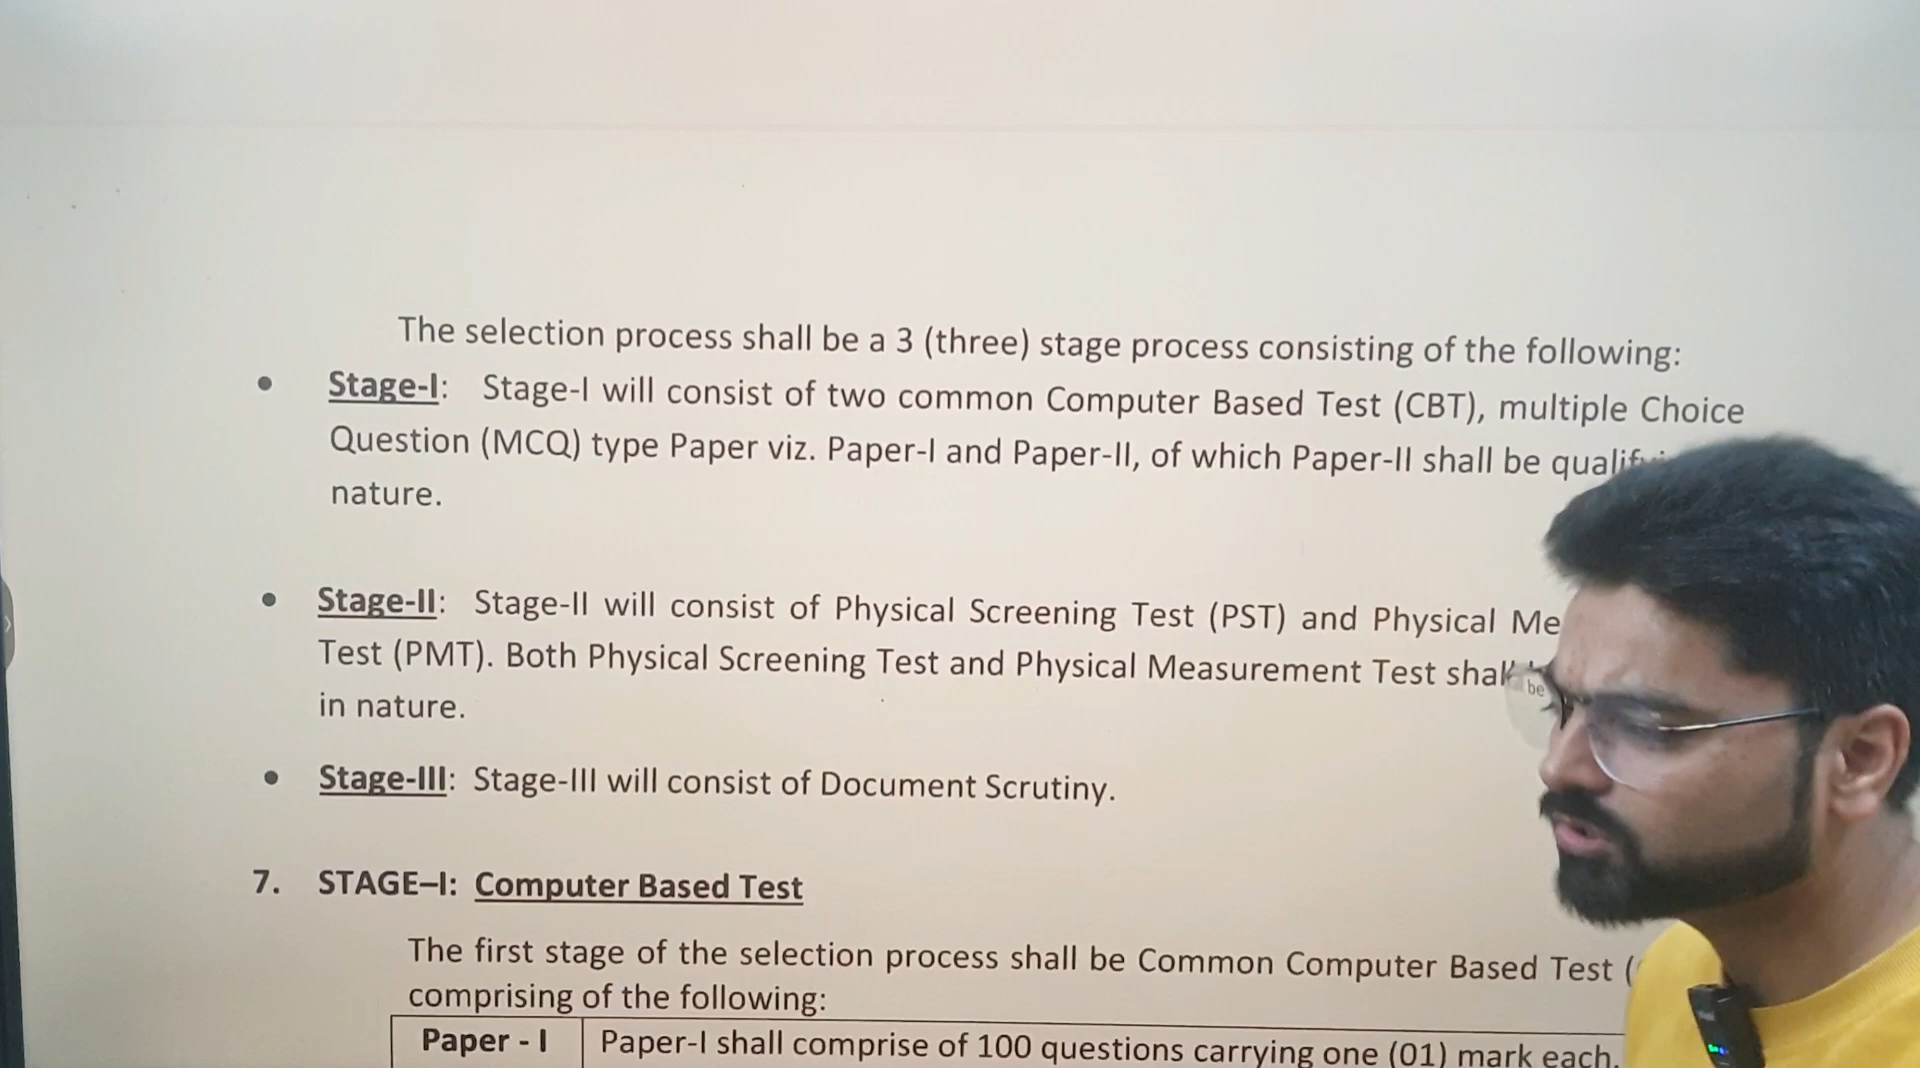 The selection process shall be a 3 (three) stage process consisting of the following:
• Stage-I: Stage-I will consist of two common Computer Based Test (CBT), multiple Choice
Question (MCQ) type Paper viz. Paper-I and Paper-II, of which Paper-II shall be
nature.
• Stage-II: Stage-II will consist of Physical Screening Test (PST) and Physical
Test (PMT). Both Physical Screening Test and Physical Measurement Test shall be
in nature.
• Stage-III: Stage-III will consist of Document Scrutiny.
7. STAGE–I: Computer Based Test
The first stage of the selection process shall be Common Computer Based Test (
comprising of the following:
Paper - I Paper-I shall comprise of 100 questions carrying one (01) mark each.